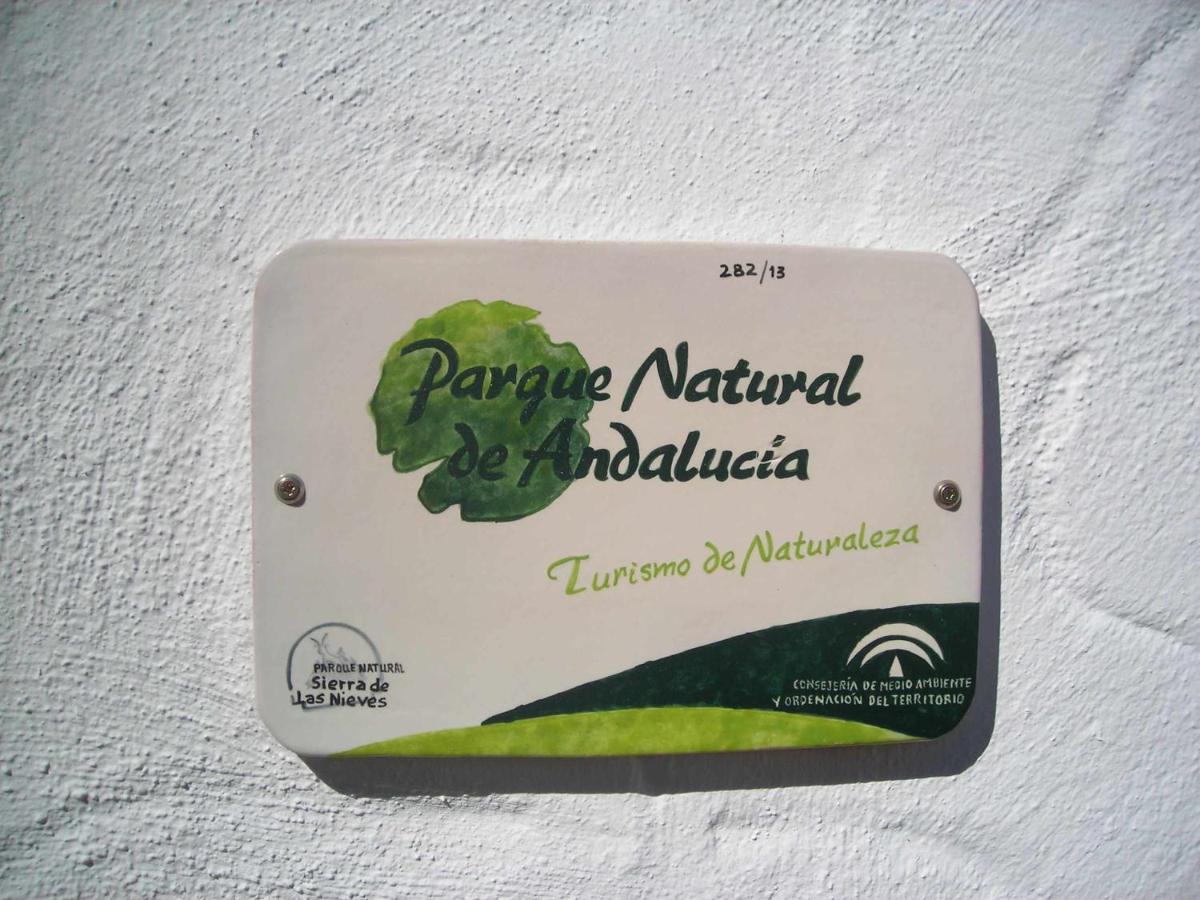 282/13
Parque Natural
de Andalucía
Turismo de Naturaleza
PARQUE NATURAL
Sierra de
Las Nieves
CONSEJERÍA DE MEDIO AMBIENTE
Y ORDENACIÓN DEL TERRITORIO